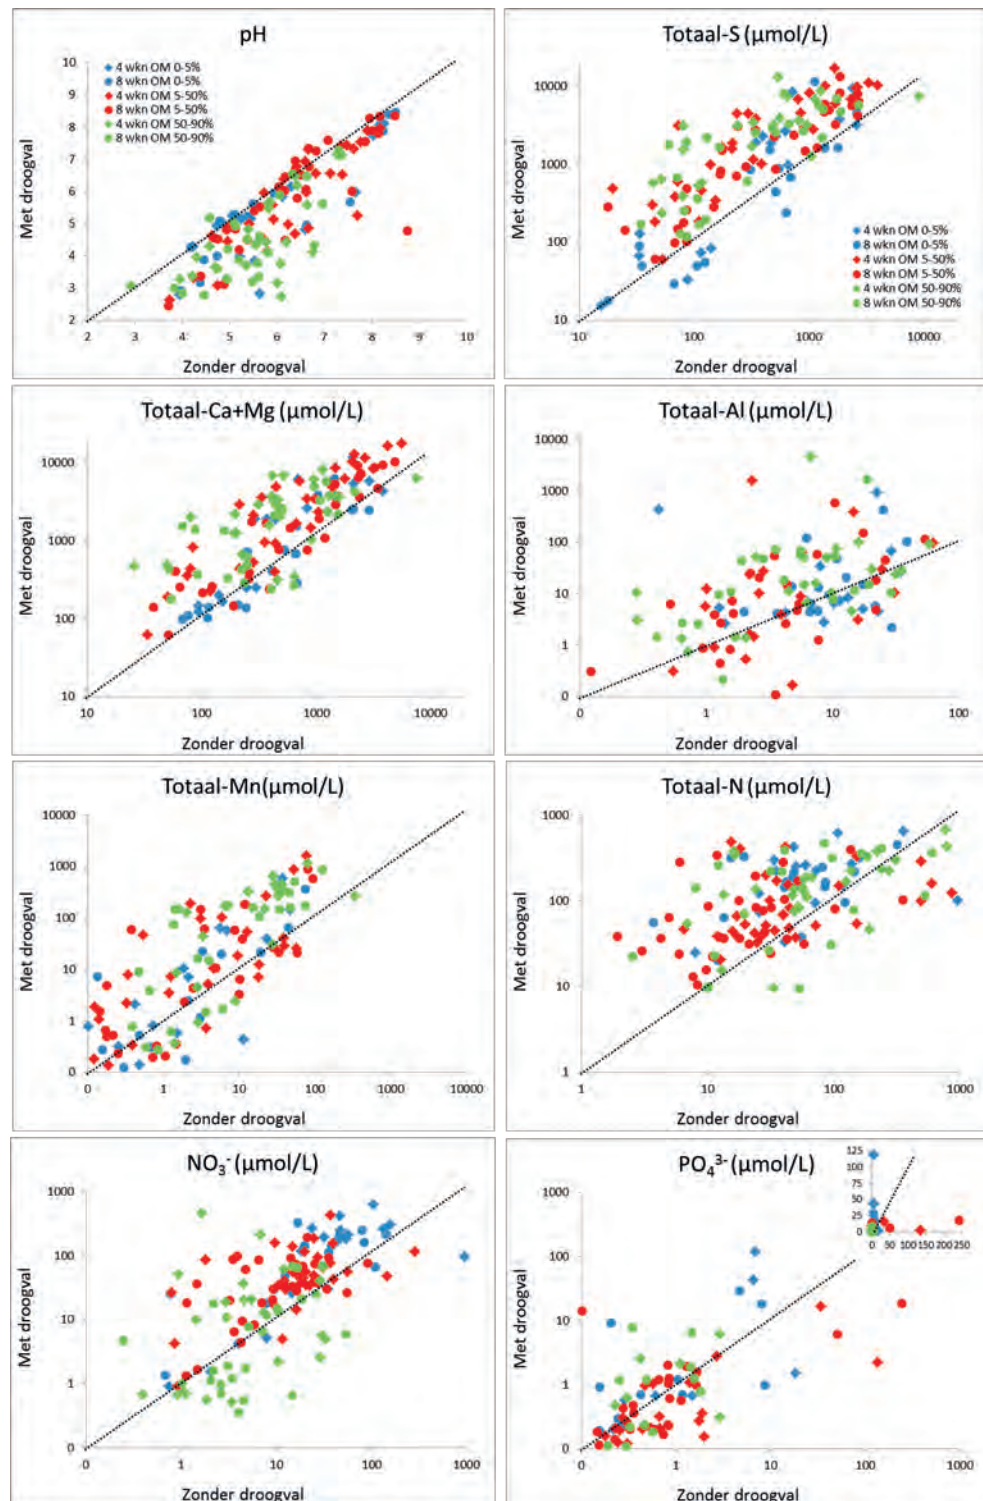 pH
Met droogval
10
9
8
7
6
5
4
3
2
4 wkn OM 0-5%
8 wkn OM 0-5%
4 wkn OM 5-50%
8 wkn OM 5-50%
4 wkn OM 50-90%
8 wkn OM 50-90%
2 3 4 5 6 7 8 9 10
Zonder droogval
Totaal-S (μmol/L)
Met droogval
10000
1000
100
10
4 wkn OM 0-5%
8 wkn OM 0-5%
4 wkn OM 5-50%
8 wkn OM 5-50%
4 wkn OM 50-90%
8 wkn OM 50-90%
10 100 1000 10000
Zonder droogval
Totaal-Ca+Mg (μmol/L)
Met droogval
10000
1000
100
10
10 100 1000 10000
Zonder droogval
Totaal-Al (μmol/L)
Met droogval
10000
1000
100
10
1
0
0 1 10 100
Zonder droogval
Totaal-Mn(μmol/L)
Met droogval
10000
1000
100
10
1
0
0 1 10 100 1000 10000
Zonder droogval
Totaal-N (μmol/L)
Met droogval
1000
100
10
1
1 10 100 1000
Zonder droogval
NO₃⁻ (μmol/L)
Met droogval
1000
100
10
1
0
0 1 10 100 1000
Zonder droogval
PO₄³⁻ (μmol/L)
Met droogval
1000
100
10
1
0
125
100
75
50
25
0
0 50 100 150 200 250
0 1 10 100 1000
Zonder droogval